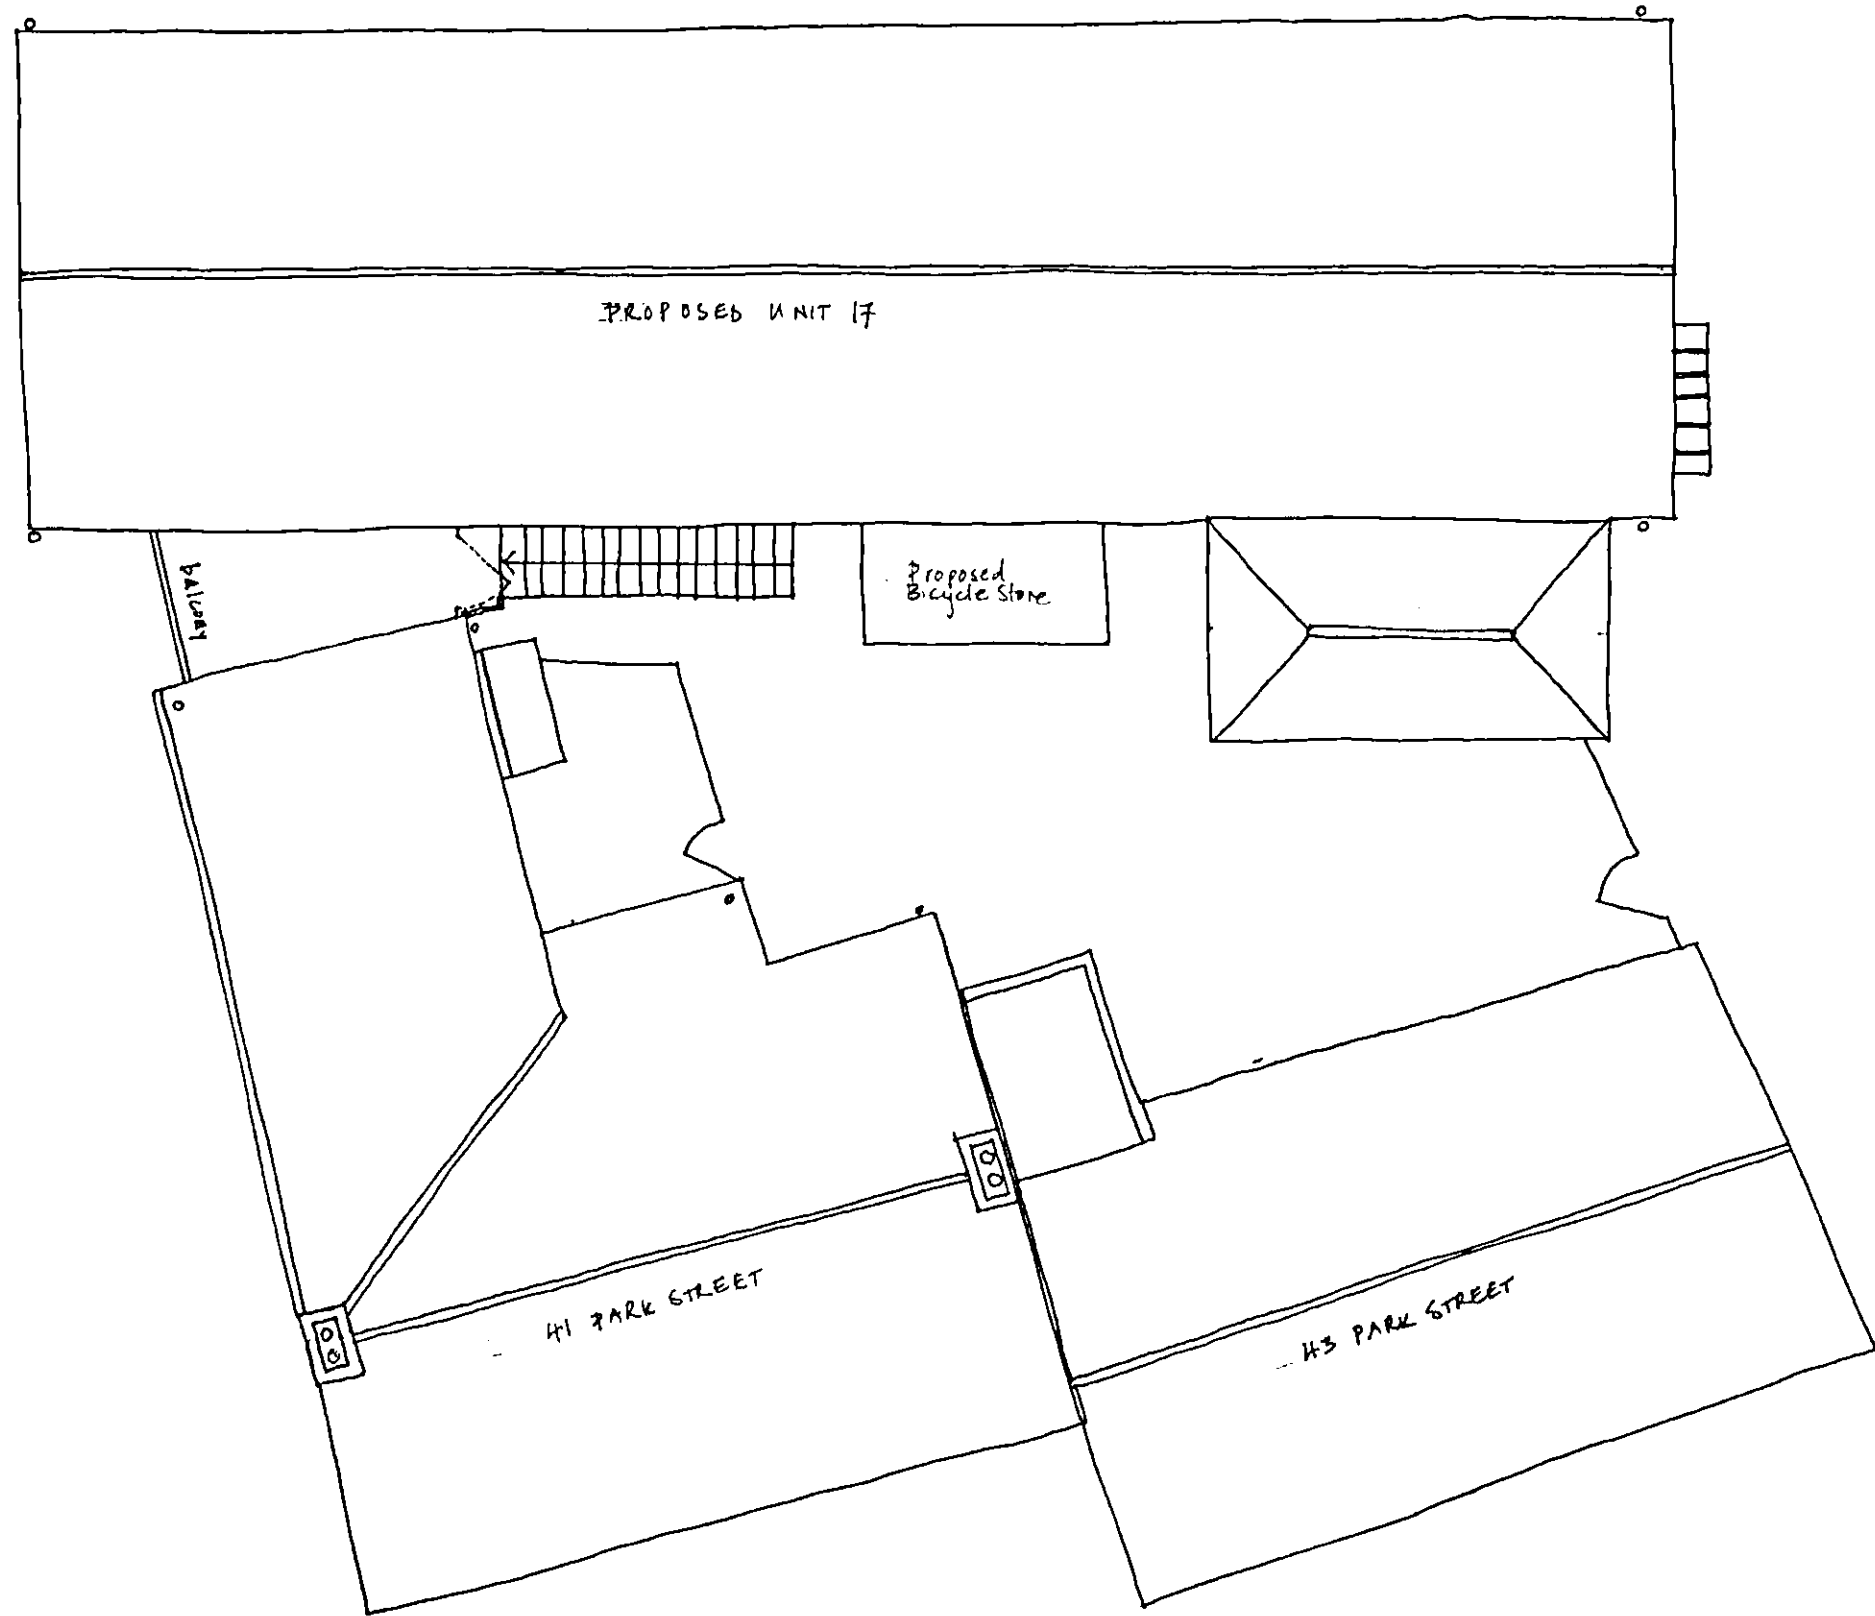 PROPOSED UNIT 17
balcony
Proposed
Bicycle Store
41 PARK STREET
43 PARK STREET